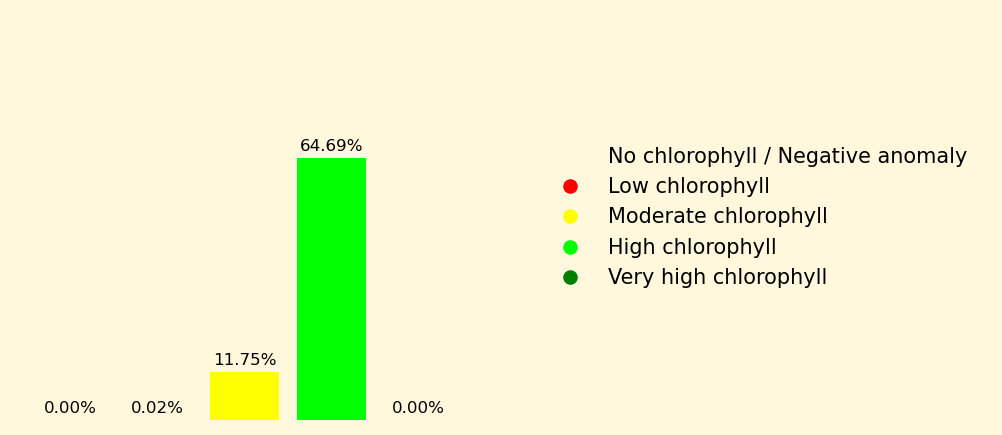 64.69%
11.75%
0.00%
0.02%
0.00%
No chlorophyll / Negative anomaly
Low chlorophyll
Moderate chlorophyll
High chlorophyll
Very high chlorophyll